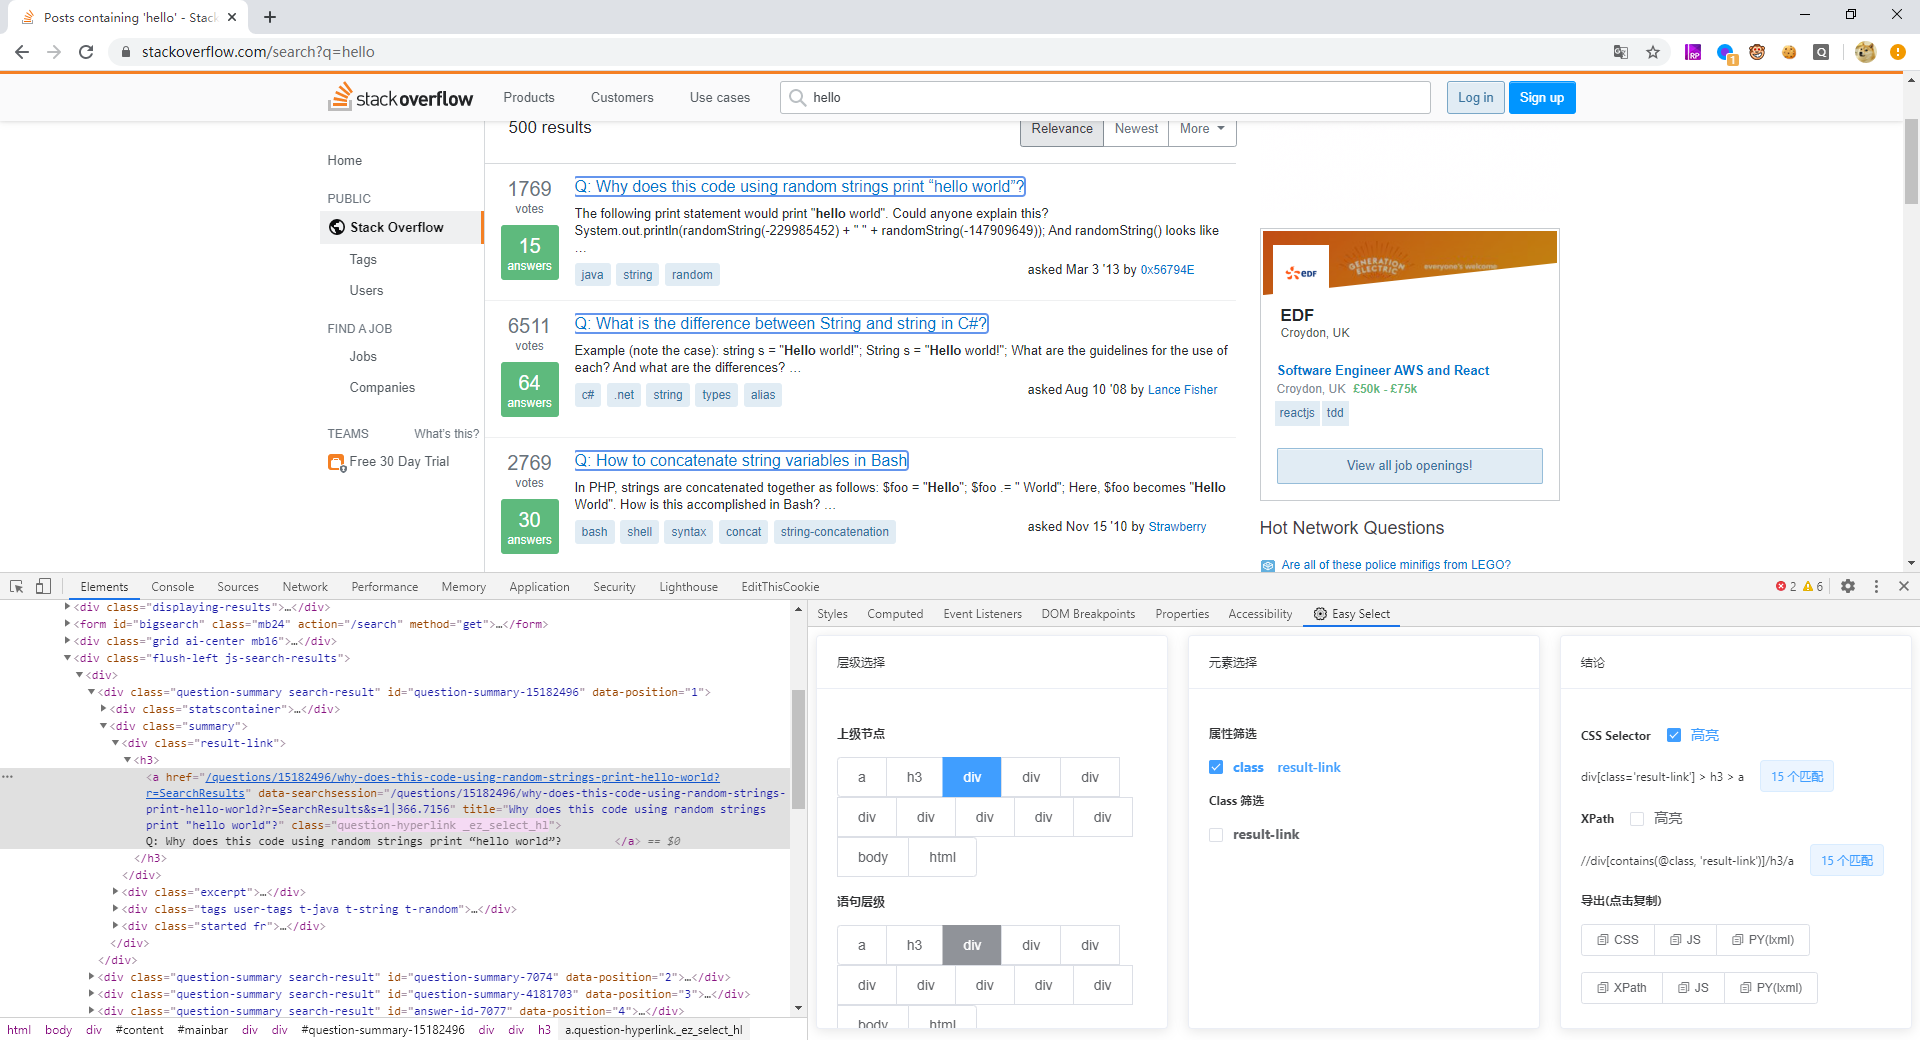 Posts containing 'hello' - Stack
stackoverflow.com/search?q=hello
1
stackoverflow
Products
Customers
Use cases
hello
Log in
Sign up
500 results
Relevance
Newest
More
Home
PUBLIC
Stack Overflow
Tags
Users
FIND A JOB
Jobs
Companies
TEAMS
What's this?
Free 30 Day Trial
1769
votes
15
answers
Q: Why does this code using random strings print “hello world”?
The following print statement would print "hello world". Could anyone explain this?
System.out.println(randomString(-229985452) + " " + randomString(-147909649)); And randomString() looks like
…
java
string
random
asked Mar 3 '13 by 0x56794E
6511
votes
64
answers
Q: What is the difference between String and string in C#?
Example (note the case): string s = "Hello world!"; String s = "Hello world!"; What are the guidelines for the use of
each? And what are the differences? …
c#
.net
string
types
alias
asked Aug 10 '08 by Lance Fisher
2769
votes
30
answers
Q: How to concatenate string variables in Bash
In PHP, strings are concatenated together as follows: $foo = "Hello"; $foo .= " World"; Here, $foo becomes "Hello
World". How is this accomplished in Bash? …
bash
shell
syntax
concat
string-concatenation
asked Nov 15 '10 by Strawberry
GENERATION
ELECTRIC
everyone's welcome
EDF
EDF
Croydon, UK
Software Engineer AWS and React
Croydon, UK £50k - £75k
reactjs
tdd
View all job openings!
Hot Network Questions
Are all of these police minifigs from LEGO?
Elements
Console
Sources
Network
Performance
Memory
Application
Security
Lighthouse
EditThisCookie
2
6
<div class="displaying-results">…</div>
<form id="bigsearch" class="mb24" action="/search" method="get">…</form>
<div class="grid ai-center mb16">…</div>
<div class="flush-left js-search-results">
<div>
<div class="question-summary search-result" id="question-summary-15182496" data-position="1">
<div class="statscontainer">…</div>
<div class="summary">
<div class="result-link">
<h3>
<a href="/questions/15182496/why-does-this-code-using-random-strings-print-hello-world?
r=SearchResults" data-searchsession="/questions/15182496/why-does-this-code-using-random-strings-
print-hello-world?r=SearchResults&s=1|366.7156" title="Why does this code using random strings
print "hello world"?" class="question-hyperlink _ez_select_hl">
Q: Why does this code using random strings print “hello world”? </a> == $0
</h3>
</div>
<div class="excerpt">…</div>
<div class="tags user-tags t-java t-string t-random">…</div>
<div class="started fr">…</div>
</div>
</div>
<div class="question-summary search-result" id="question-summary-7074" data-position="2">…</div>
<div class="question-summary search-result" id="question-summary-4181703" data-position="3">…</div>
<div class="question-summary search-result" id="answer-id-7077" data-position="4">…</div>
html body div #content #mainbar div div #question-summary-15182496 div div h3 a.question-hyperlink._ez_select_hl
Styles
Computed
Event Listeners
DOM Breakpoints
Properties
Accessibility
Easy Select
层级选择
上级节点
a h3 div div div
div div div div div
body html
语句层级
a h3 div div div
div div div div div
body html
元素选择
属性筛选
class result-link
Class 筛选
result-link
结论
CSS Selector 高亮
div[class='result-link'] > h3 > a 15 个匹配
XPath 高亮
//div[contains(@class, 'result-link')]/h3/a 15 个匹配
导出(点击复制)
CSS JS PY(lxml)
XPath JS PY(lxml)